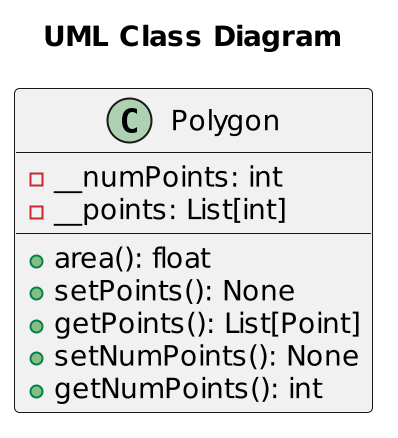 UML Class Diagram
C Polygon
__numPoints: int
__points: List[int]
area(): float
setPoints(): None
getPoints(): List[Point]
setNumPoints(): None
getNumPoints(): int